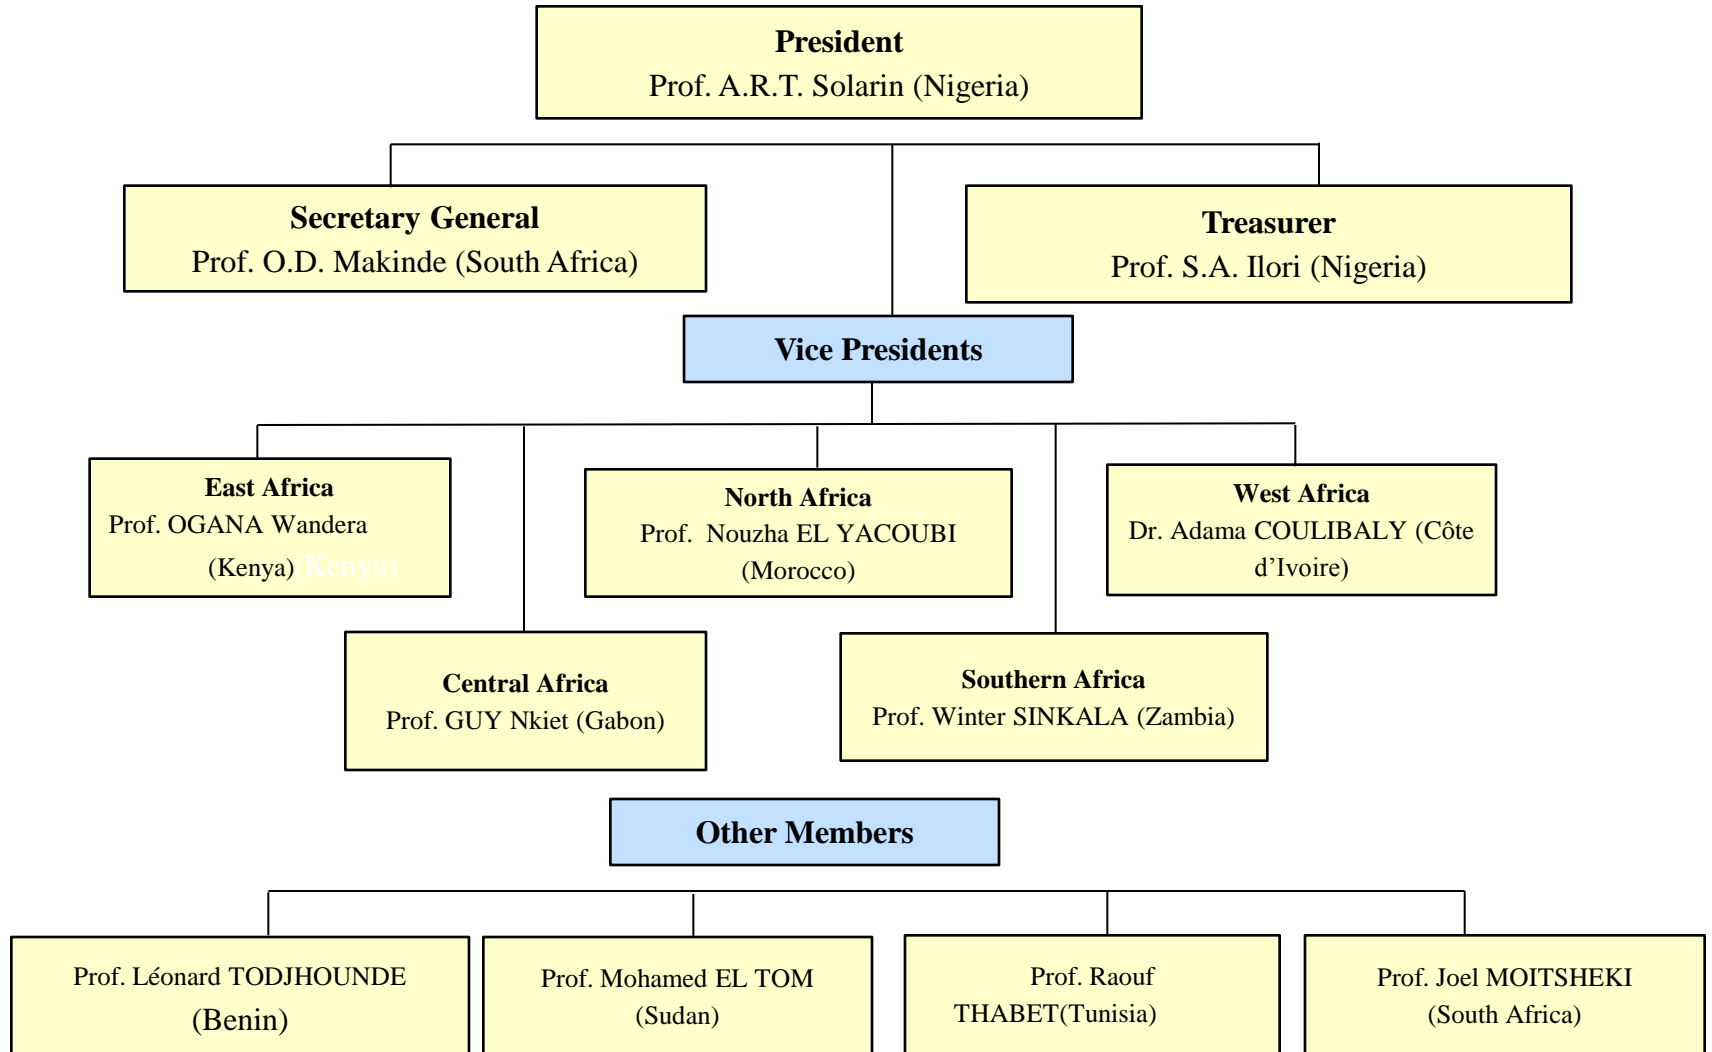 President
Prof. A.R.T. Solarin (Nigeria)
Secretary General
Prof. O.D. Makinde (South Africa)
Treasurer
Prof. S.A. Ilori (Nigeria)
Vice Presidents
East Africa
Prof. OGANA Wandera
(Kenya)(Kenya)
North Africa
Prof. Nouzha EL YACOUBI
(Morocco)
West Africa
Dr. Adama COULIBALY (Côte
d’Ivoire)
Central Africa
Prof. GUY Nkiet (Gabon)
Southern Africa
Prof. Winter SINKALA (Zambia)
Other Members
Prof. Léonard TODJHOUNDE
(Benin)
Prof. Mohamed EL TOM
(Sudan)
Prof. Raouf
THABET(Tunisia)
Prof. Joel MOITSHEKI
(South Africa)